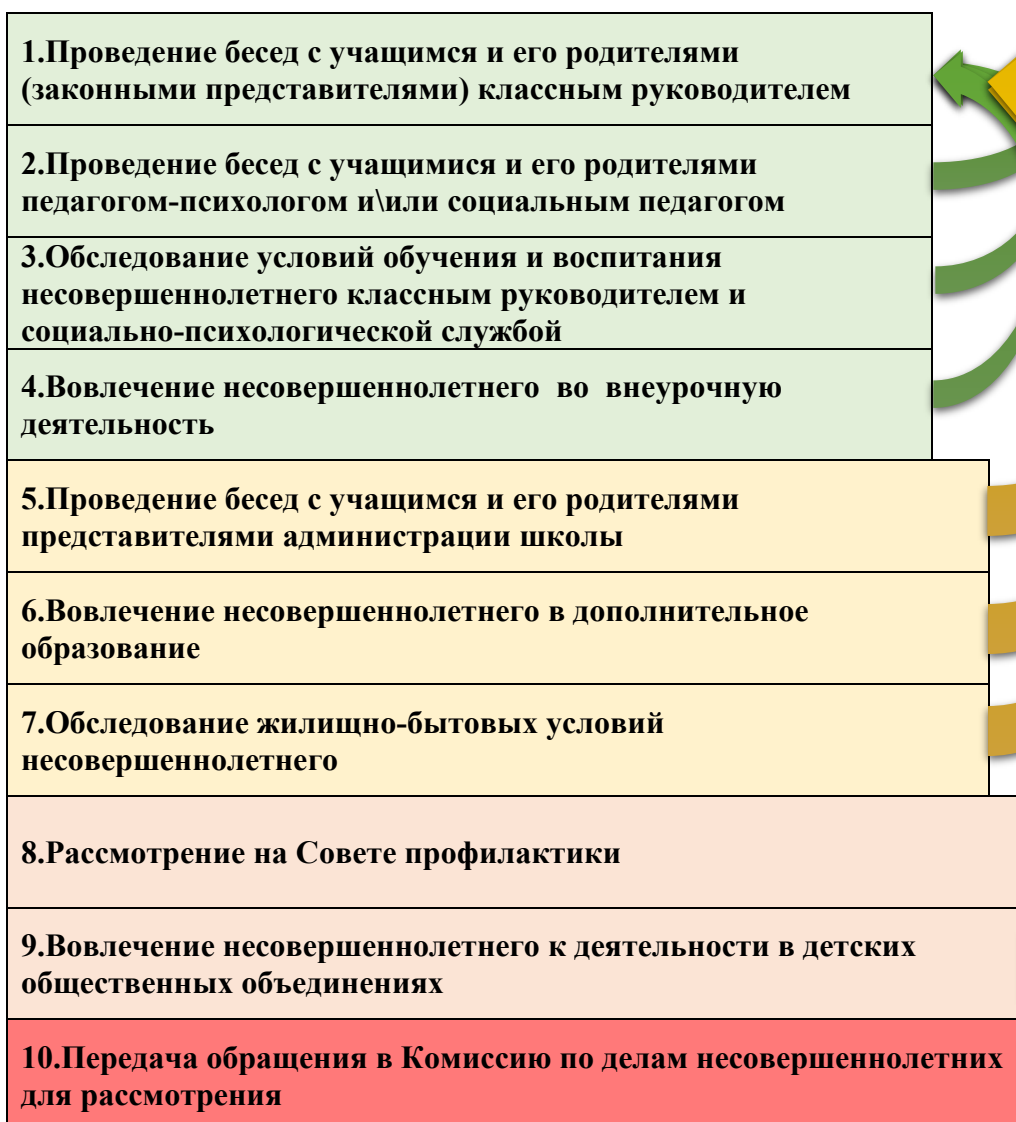 1.Проведение бесед с учащимся и его родителями
(законными представителями) классным руководителем
2.Проведение бесед с учащимися и его родителями
педагогом-психологом и\или социальным педагогом
3.Обследование условий обучения и воспитания
несовершеннолетнего классным руководителем и
социально-психологической службой
4.Вовлечение несовершеннолетнего  во  внеурочную
деятельность
5.Проведение бесед с учащимся и его родителями
представителями администрации школы
6.Вовлечение несовершеннолетнего в дополнительное
образование
7.Обследование жилищно-бытовых условий
несовершеннолетнего
8.Рассмотрение на Совете профилактики
9.Вовлечение несовершеннолетнего к деятельности в детских
общественных объединениях
10.Передача обращения в Комиссию по делам несовершеннолетних
для рассмотрения